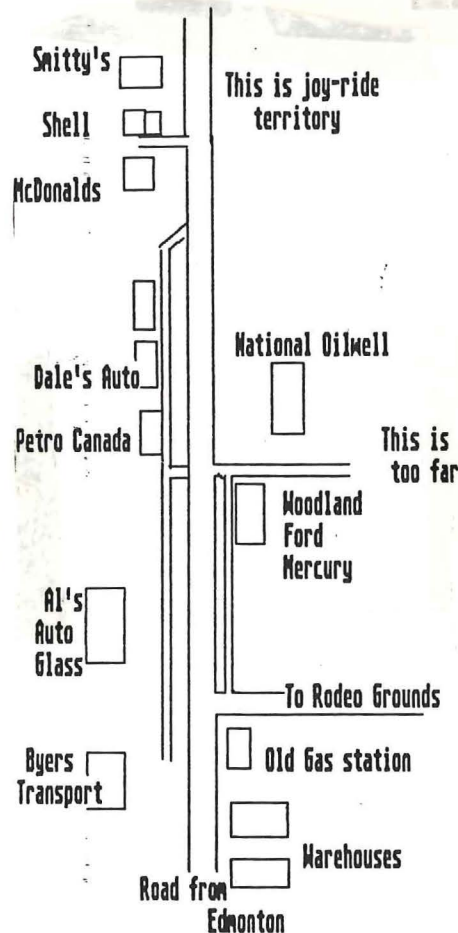 Smitty's
This is joy-ride
territory
Shell
McDonalds
National Oilwell
Dale's Auto
Petro Canada
This is
too far
Woodland
Ford
Mercury
Al's
Auto
Glass
To Rodeo Grounds
Byers
Transport
Old Gas station
Warehouses
Road from
Edmonton